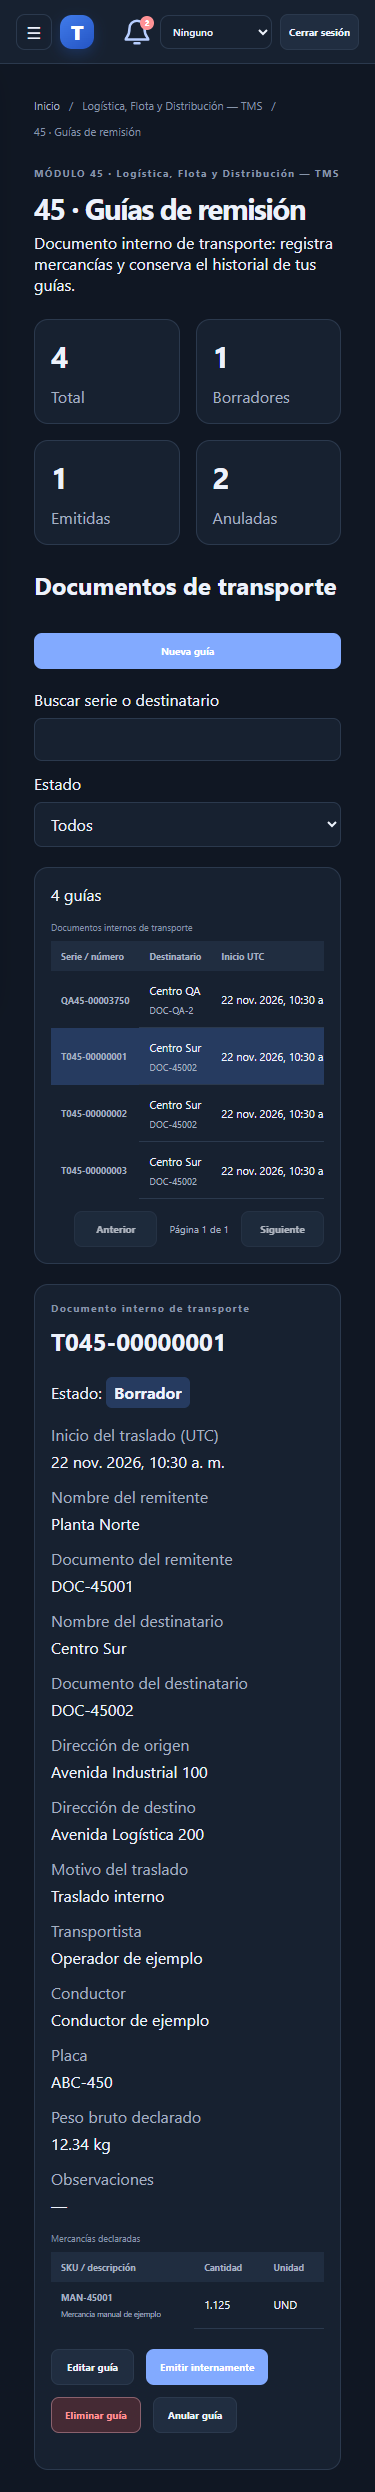 ☰ T 2 Ninguno Cerrar sesión
Inicio / Logística, Flota y Distribución — TMS /
45 · Guías de remisión
MÓDULO 45 · Logística, Flota y Distribución — TMS
45 · Guías de remisión
Documento interno de transporte: registra
mercancías y conserva el historial de tus
guías.
4 1
Total Borradores
1 2
Emitidas Anuladas
Documentos de transporte
Nueva guía
Buscar serie o destinatario
Estado
Todos
4 guías
Documentos internos de transporte
Serie / número Destinatario Inicio UTC
QA45-00003750 Centro QA 22 nov. 2026, 10:30 a
DOC-QA-2
T045-00000001 Centro Sur 22 nov. 2026, 10:30 a
DOC-45002
T045-00000002 Centro Sur 22 nov. 2026, 10:30 a
DOC-45002
T045-00000003 Centro Sur 22 nov. 2026, 10:30 a
DOC-45002
Anterior Página 1 de 1 Siguiente
Documento interno de transporte
T045-00000001
Estado: Borrador
Inicio del traslado (UTC)
22 nov. 2026, 10:30 a. m.
Nombre del remitente
Planta Norte
Documento del remitente
DOC-45001
Nombre del destinatario
Centro Sur
Documento del destinatario
DOC-45002
Dirección de origen
Avenida Industrial 100
Dirección de destino
Avenida Logística 200
Motivo del traslado
Traslado interno
Transportista
Operador de ejemplo
Conductor
Conductor de ejemplo
Placa
ABC-450
Peso bruto declarado
12.34 kg
Observaciones
—
Mercancías declaradas
SKU / descripción Cantidad Unidad
MAN-45001 1.125 UND
Mercancía manual de ejemplo
Editar guía Emitir internamente
Eliminar guía Anular guía